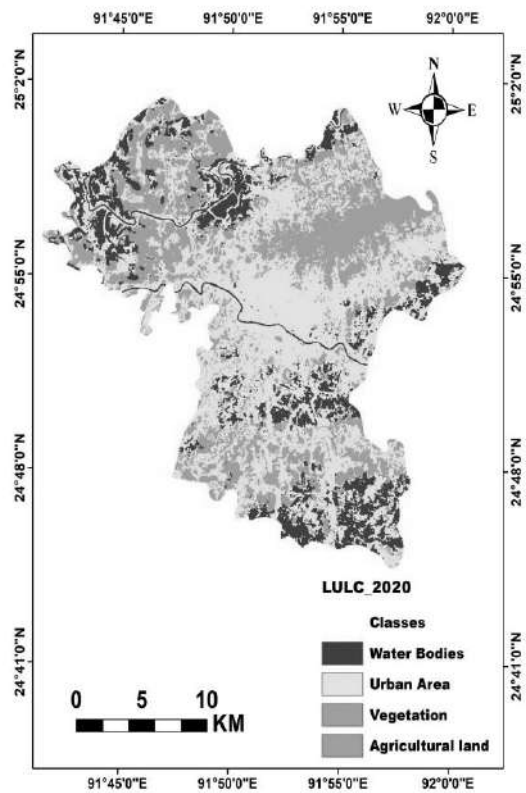 91°45'0"E 91°50'0"E 91°55'0"E 92°0'0"E
25°2'0"N 25°2'0"N
N
W E
S
24°55'0"N 24°55'0"N
24°48'0"N 24°48'0"N
LULC_2020
Classes
Water Bodies
Urban Area
Vegetation
Agricultural land
24°41'0"N 24°41'0"N
0 5 10
KM
91°45'0"E 91°50'0"E 91°55'0"E 92°0'0"E